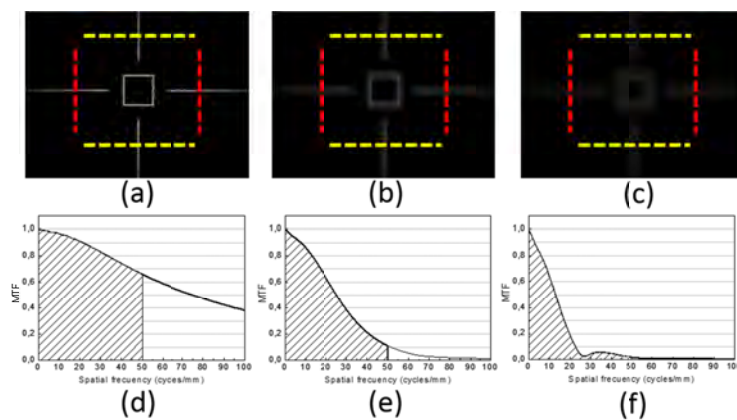 (a) (b) (c)
1,0 1,0 1,0
0,8 0,8 0,8
0,6 0,6 0,6
MTF MTF MTF
0,4 0,4 0,4
0,2 0,2 0,2
0,0 0,0 0,0
0 10 20 30 40 50 60 70 80 90 100 0 10 20 30 40 50 60 70 80 90 100 0 10 20 30 40 50 60 70 80 90 100
Spatial frecuency (cyces/mm) Spatial frecuency (cyces/mm) Spatial frecuency (cyces/mm)
(d) (e) (f)